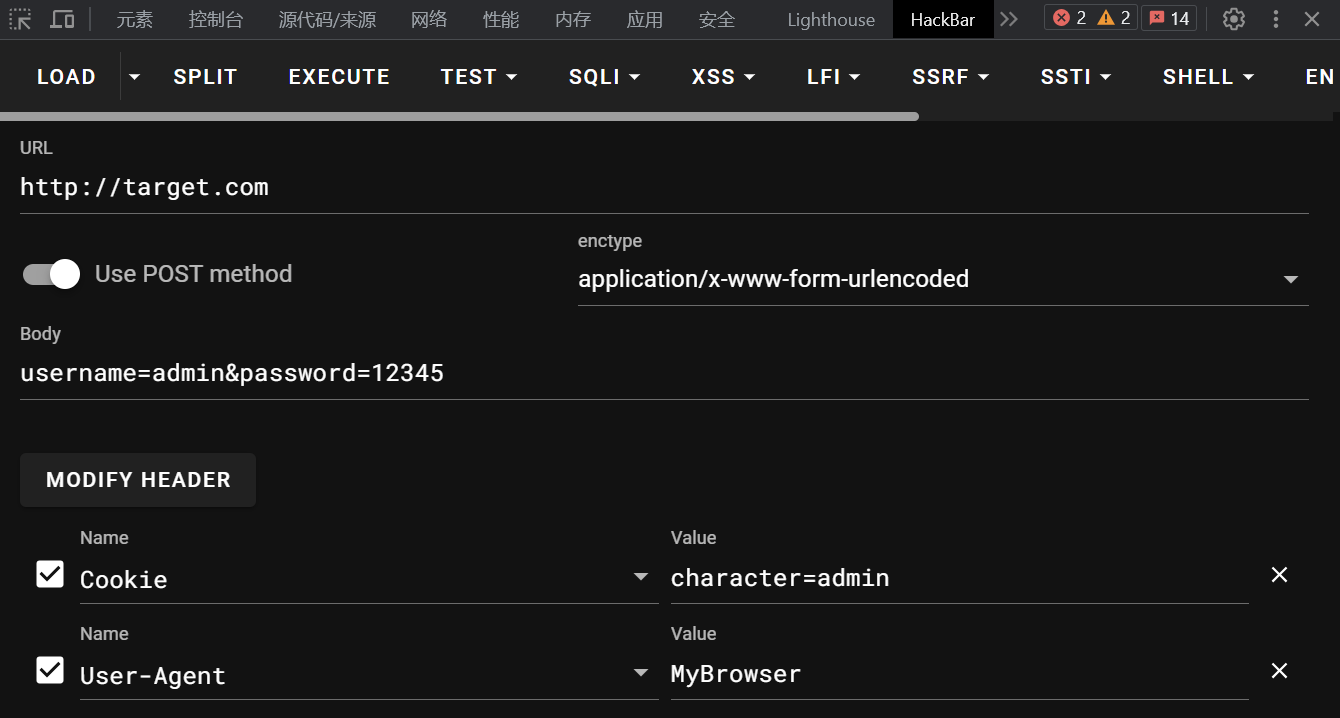 元素 控制台 源代码/来源 网络 性能 内存 应用 安全 Lighthouse HackBar 2 2 14
LOAD SPLIT EXECUTE TEST SQLI XSS LFI SSRF SSTI SHELL EN
URL
http://target.com
enctype
Use POST method
application/x-www-form-urlencoded
Body
username=admin&password=12345
MODIFY HEADER
Name Value
Cookie character=admin
Name Value
User-Agent MyBrowser